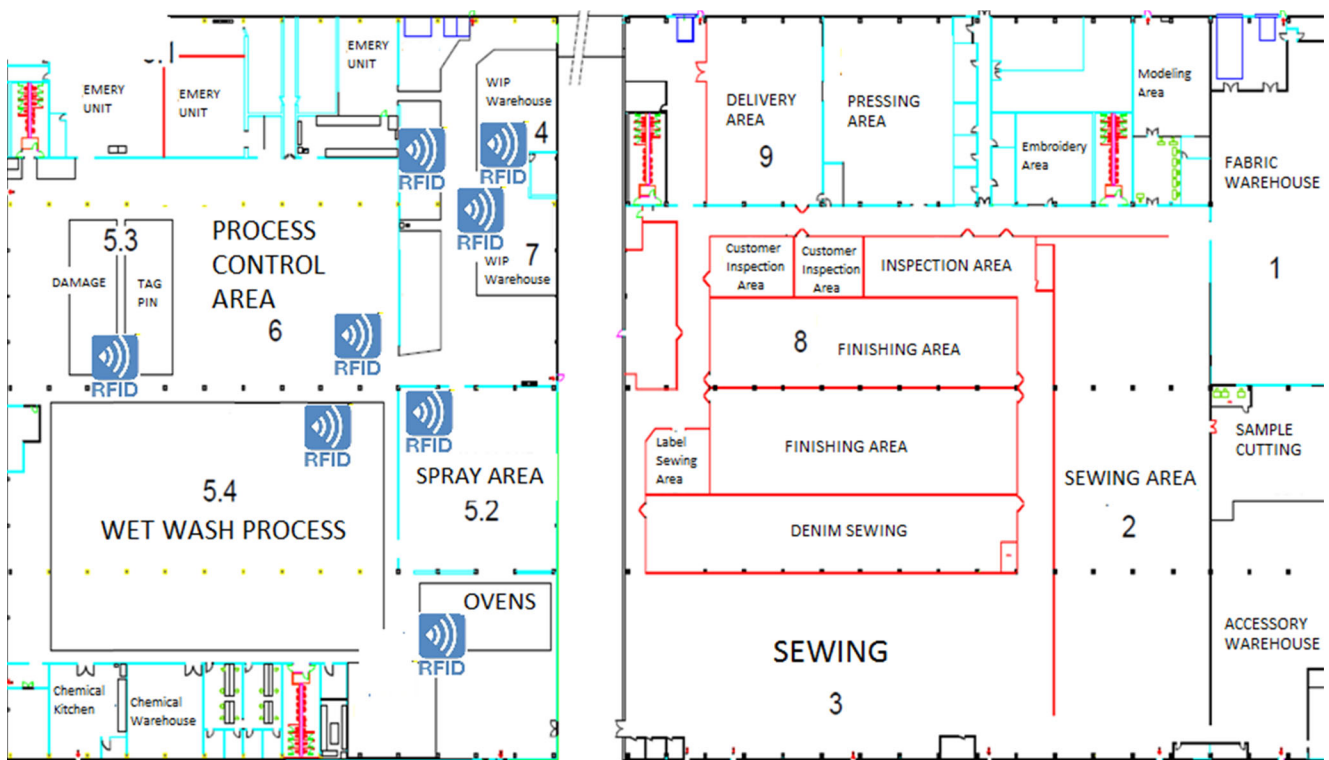 5.1
EMERY
UNIT
EMERY
UNIT
EMERY
UNIT
WIP
Warehouse
4
RFID
RFID
RFID
7
WIP
Warehouse
5.3
DAMAGE
TAG
PIN
RFID
PROCESS
CONTROL
AREA
6
RFID
RFID
RFID
5.4
WET WASH PROCESS
SPRAY AREA
5.2
OVENS
RFID
Chemical
Kitchen
Chemical
Warehouse
DELIVERY
AREA
9
PRESSING
AREA
Embroidery
Area
Modeling
Area
FABRIC
WAREHOUSE
1
Customer
Inspection
Area
Customer
Inspection
Area
INSPECTION AREA
8
FINISHING AREA
Label
Sewing
Area
FINISHING AREA
DENIM SEWING
SEWING AREA
2
SAMPLE
CUTTING
ACCESSORY
WAREHOUSE
SEWING
3